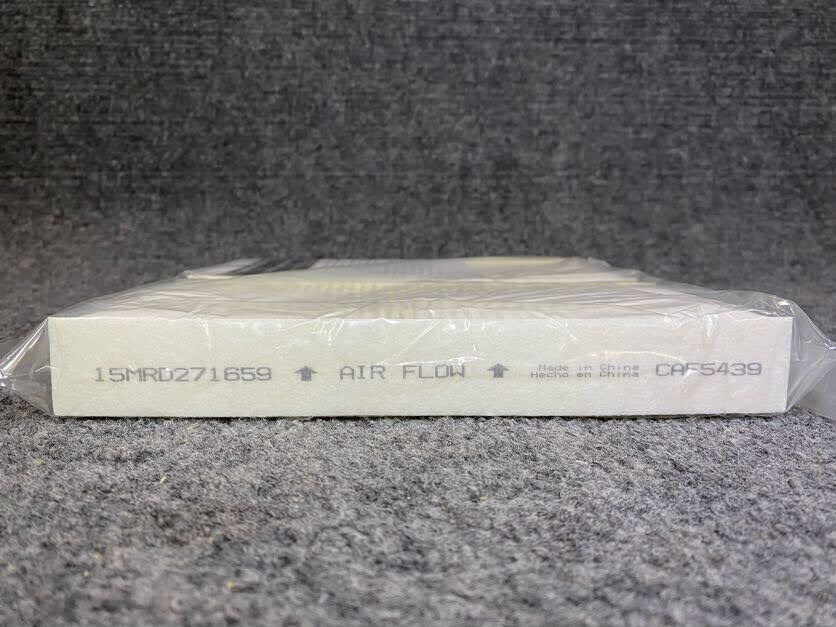 15MRD271659 ⬆ AIR FLOW ⬆ Made in China CAF5439
Hecho en China